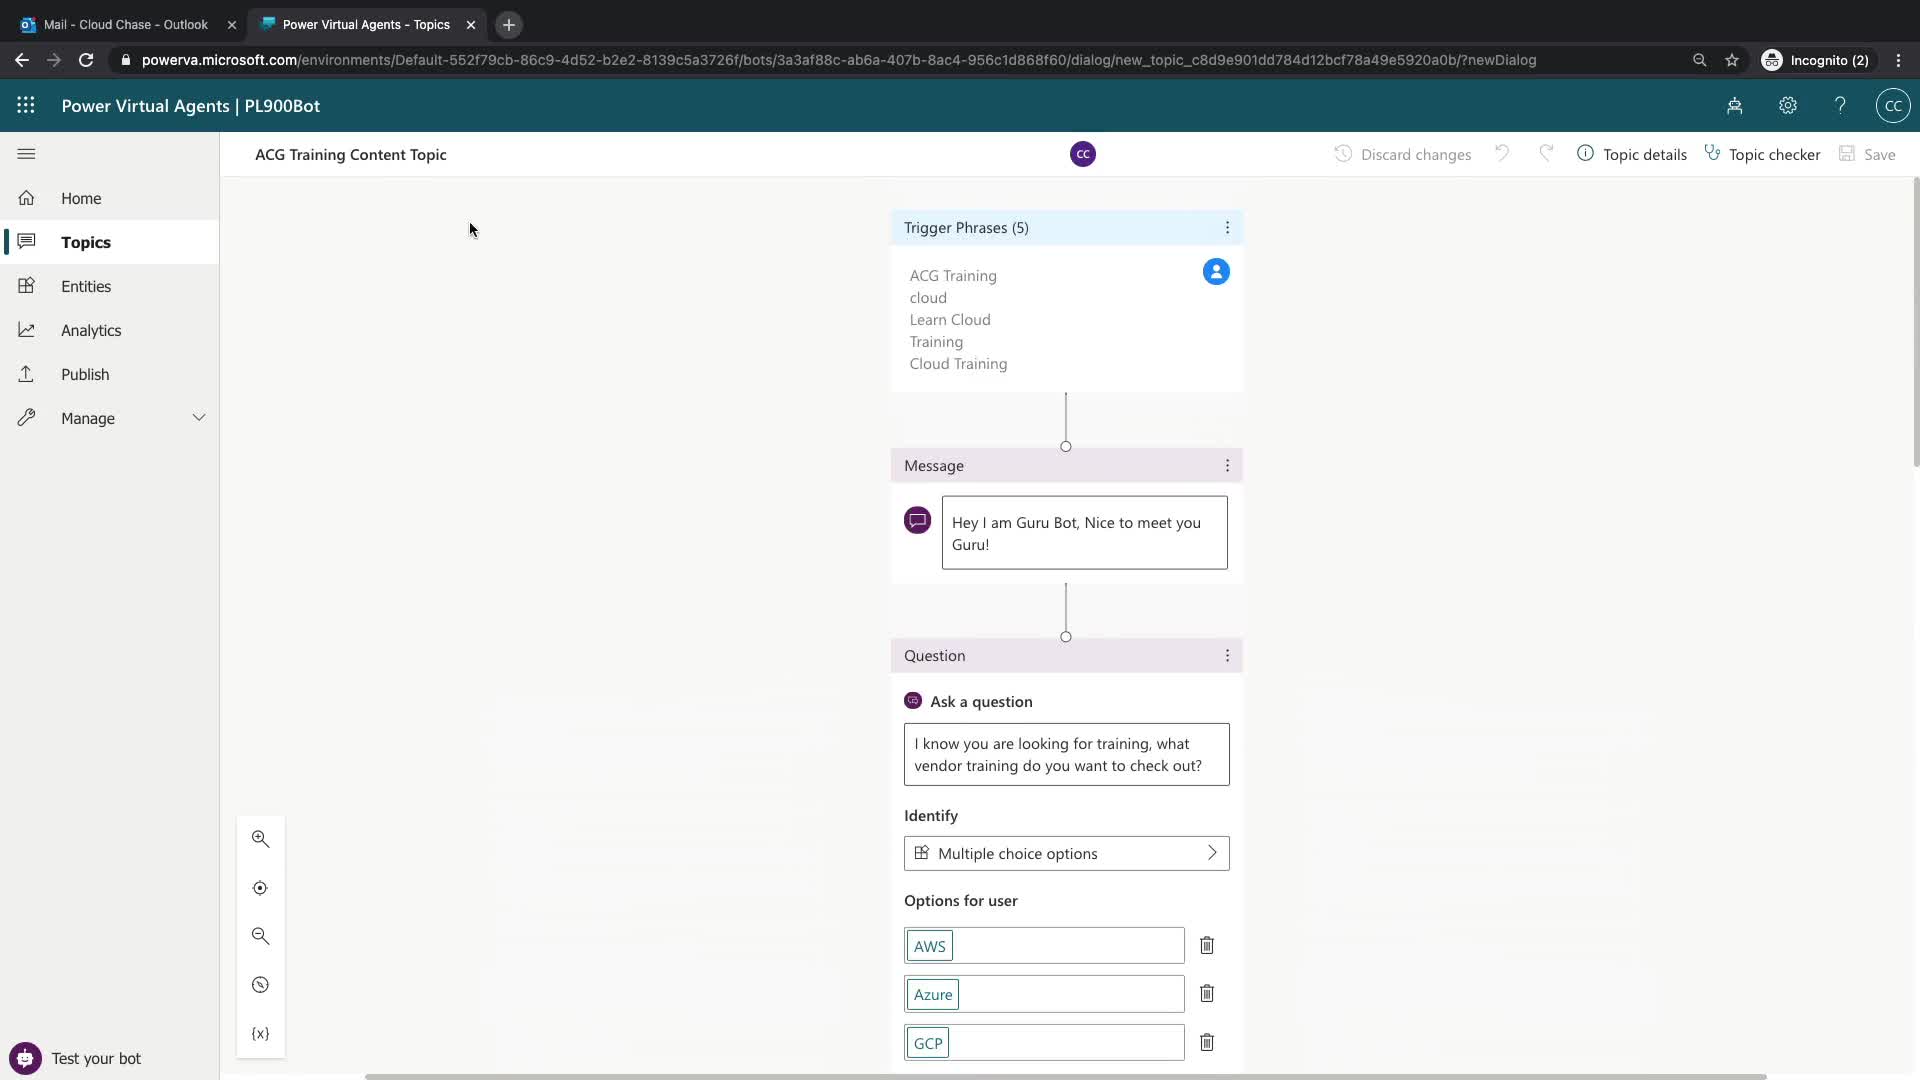 Mail - Cloud Chase - Outlook
Power Virtual Agents - Topics
powerva.microsoft.com/environments/Default-552f79cb-86c9-4d52-b2e2-8139c5a3726f/bots/3a3af88c-ab6a-407b-8ac4-956c1d868f60/dialog/new_topic_c8d9e901dd784d12bcf78a49e5920a0b/?newDialog
Incognito (2)
Power Virtual Agents | PL900Bot
CC
ACG Training Content Topic
CC
Discard changes
Topic details
Topic checker
Save
Home
Topics
Entities
Analytics
Publish
Manage
Trigger Phrases (5)
ACG Training
cloud
Learn Cloud
Training
Cloud Training
Message
Hey I am Guru Bot, Nice to meet you
Guru!
Question
Ask a question
I know you are looking for training, what
vendor training do you want to check out?
Identify
Multiple choice options
Options for user
AWS
Azure
GCP
{x}
Test your bot